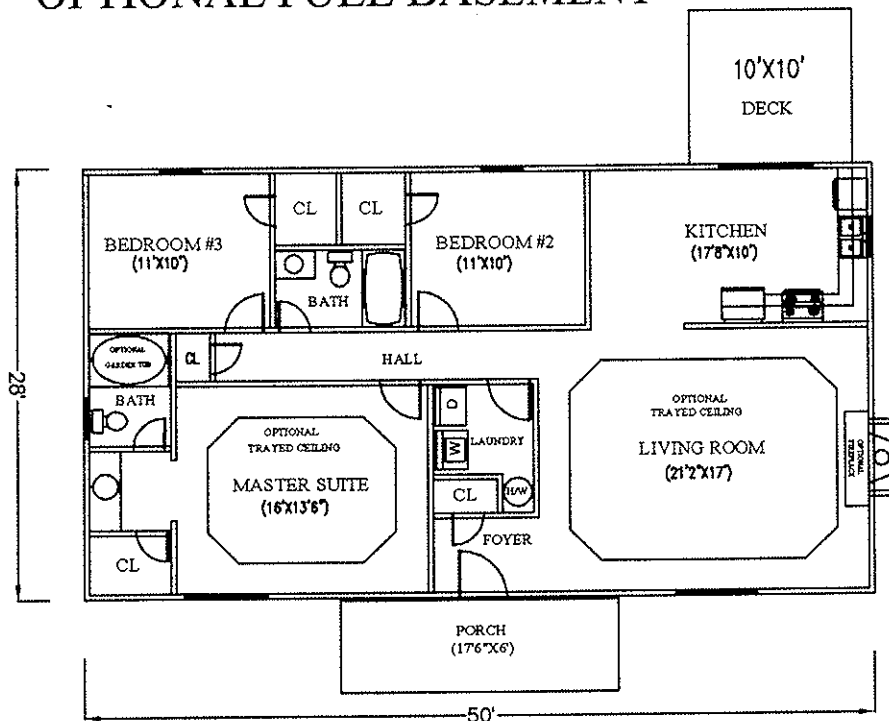 OPTIONAL FULL BASEMENT
10'X10'
DECK
CL
CL
BEDROOM #3
(11'X10')
BEDROOM #2
(11'X10')
KITCHEN
(17'8"X10')
BATH
OPTIONAL
GARDEN TUB
CL
HALL
28'
BATH
OPTIONAL
TRAYED CEILING
MASTER SUITE
(16'X13'6")
D
W
LAUNDRY
CL
H/W
OPTIONAL
TRAYED CEILING
LIVING ROOM
(21'2"X17')
OPTIONAL
FIREPLACE
CL
FOYER
PORCH
(17'6"X6')
50'